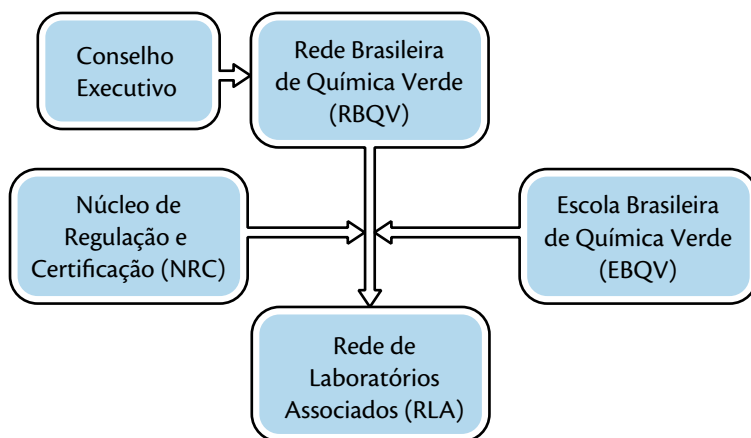 Conselho
Executivo
Rede Brasileira
de Química Verde
(RBQV)
Núcleo de
Regulação e
Certificação (NRC)
Escola Brasileira
de Química Verde
(EBQV)
Rede de
Laboratórios
Associados (RLA)